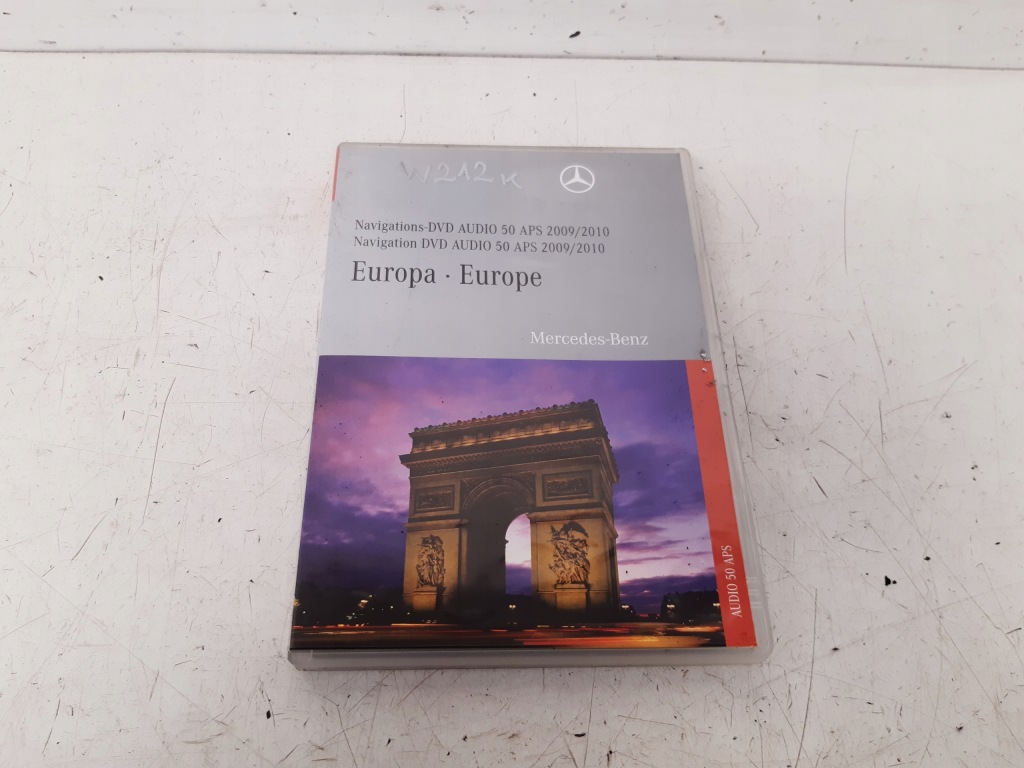 W212K
Navigations-DVD AUDIO 50 APS 2009/2010
Navigation DVD AUDIO 50 APS 2009/2010
Europa · Europe
Mercedes-Benz
AUDIO 50 APS